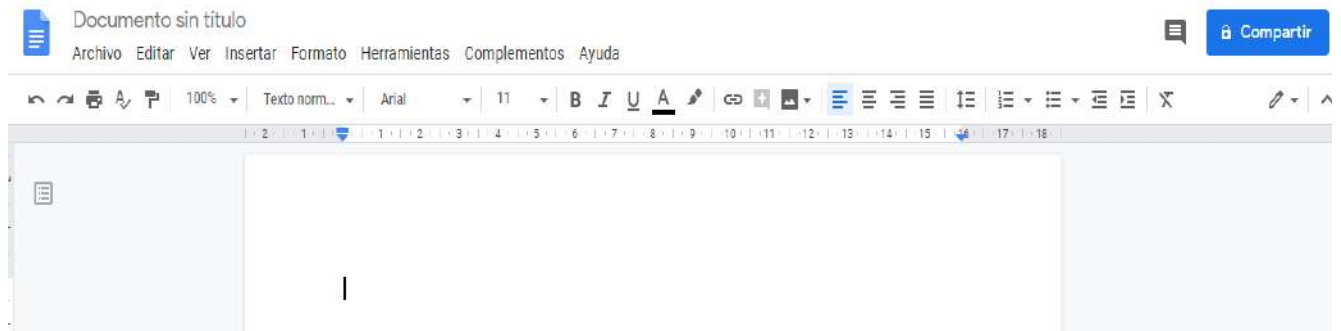 Documento sin título
Archivo Editar Ver Insertar Formato Herramientas Complementos Ayuda
Compartir
100% Texto norm... Arial 11 B I U A
2 1 1 2 3 4 5 6 7 8 9 10 11 12 13 14 15 16 17 18